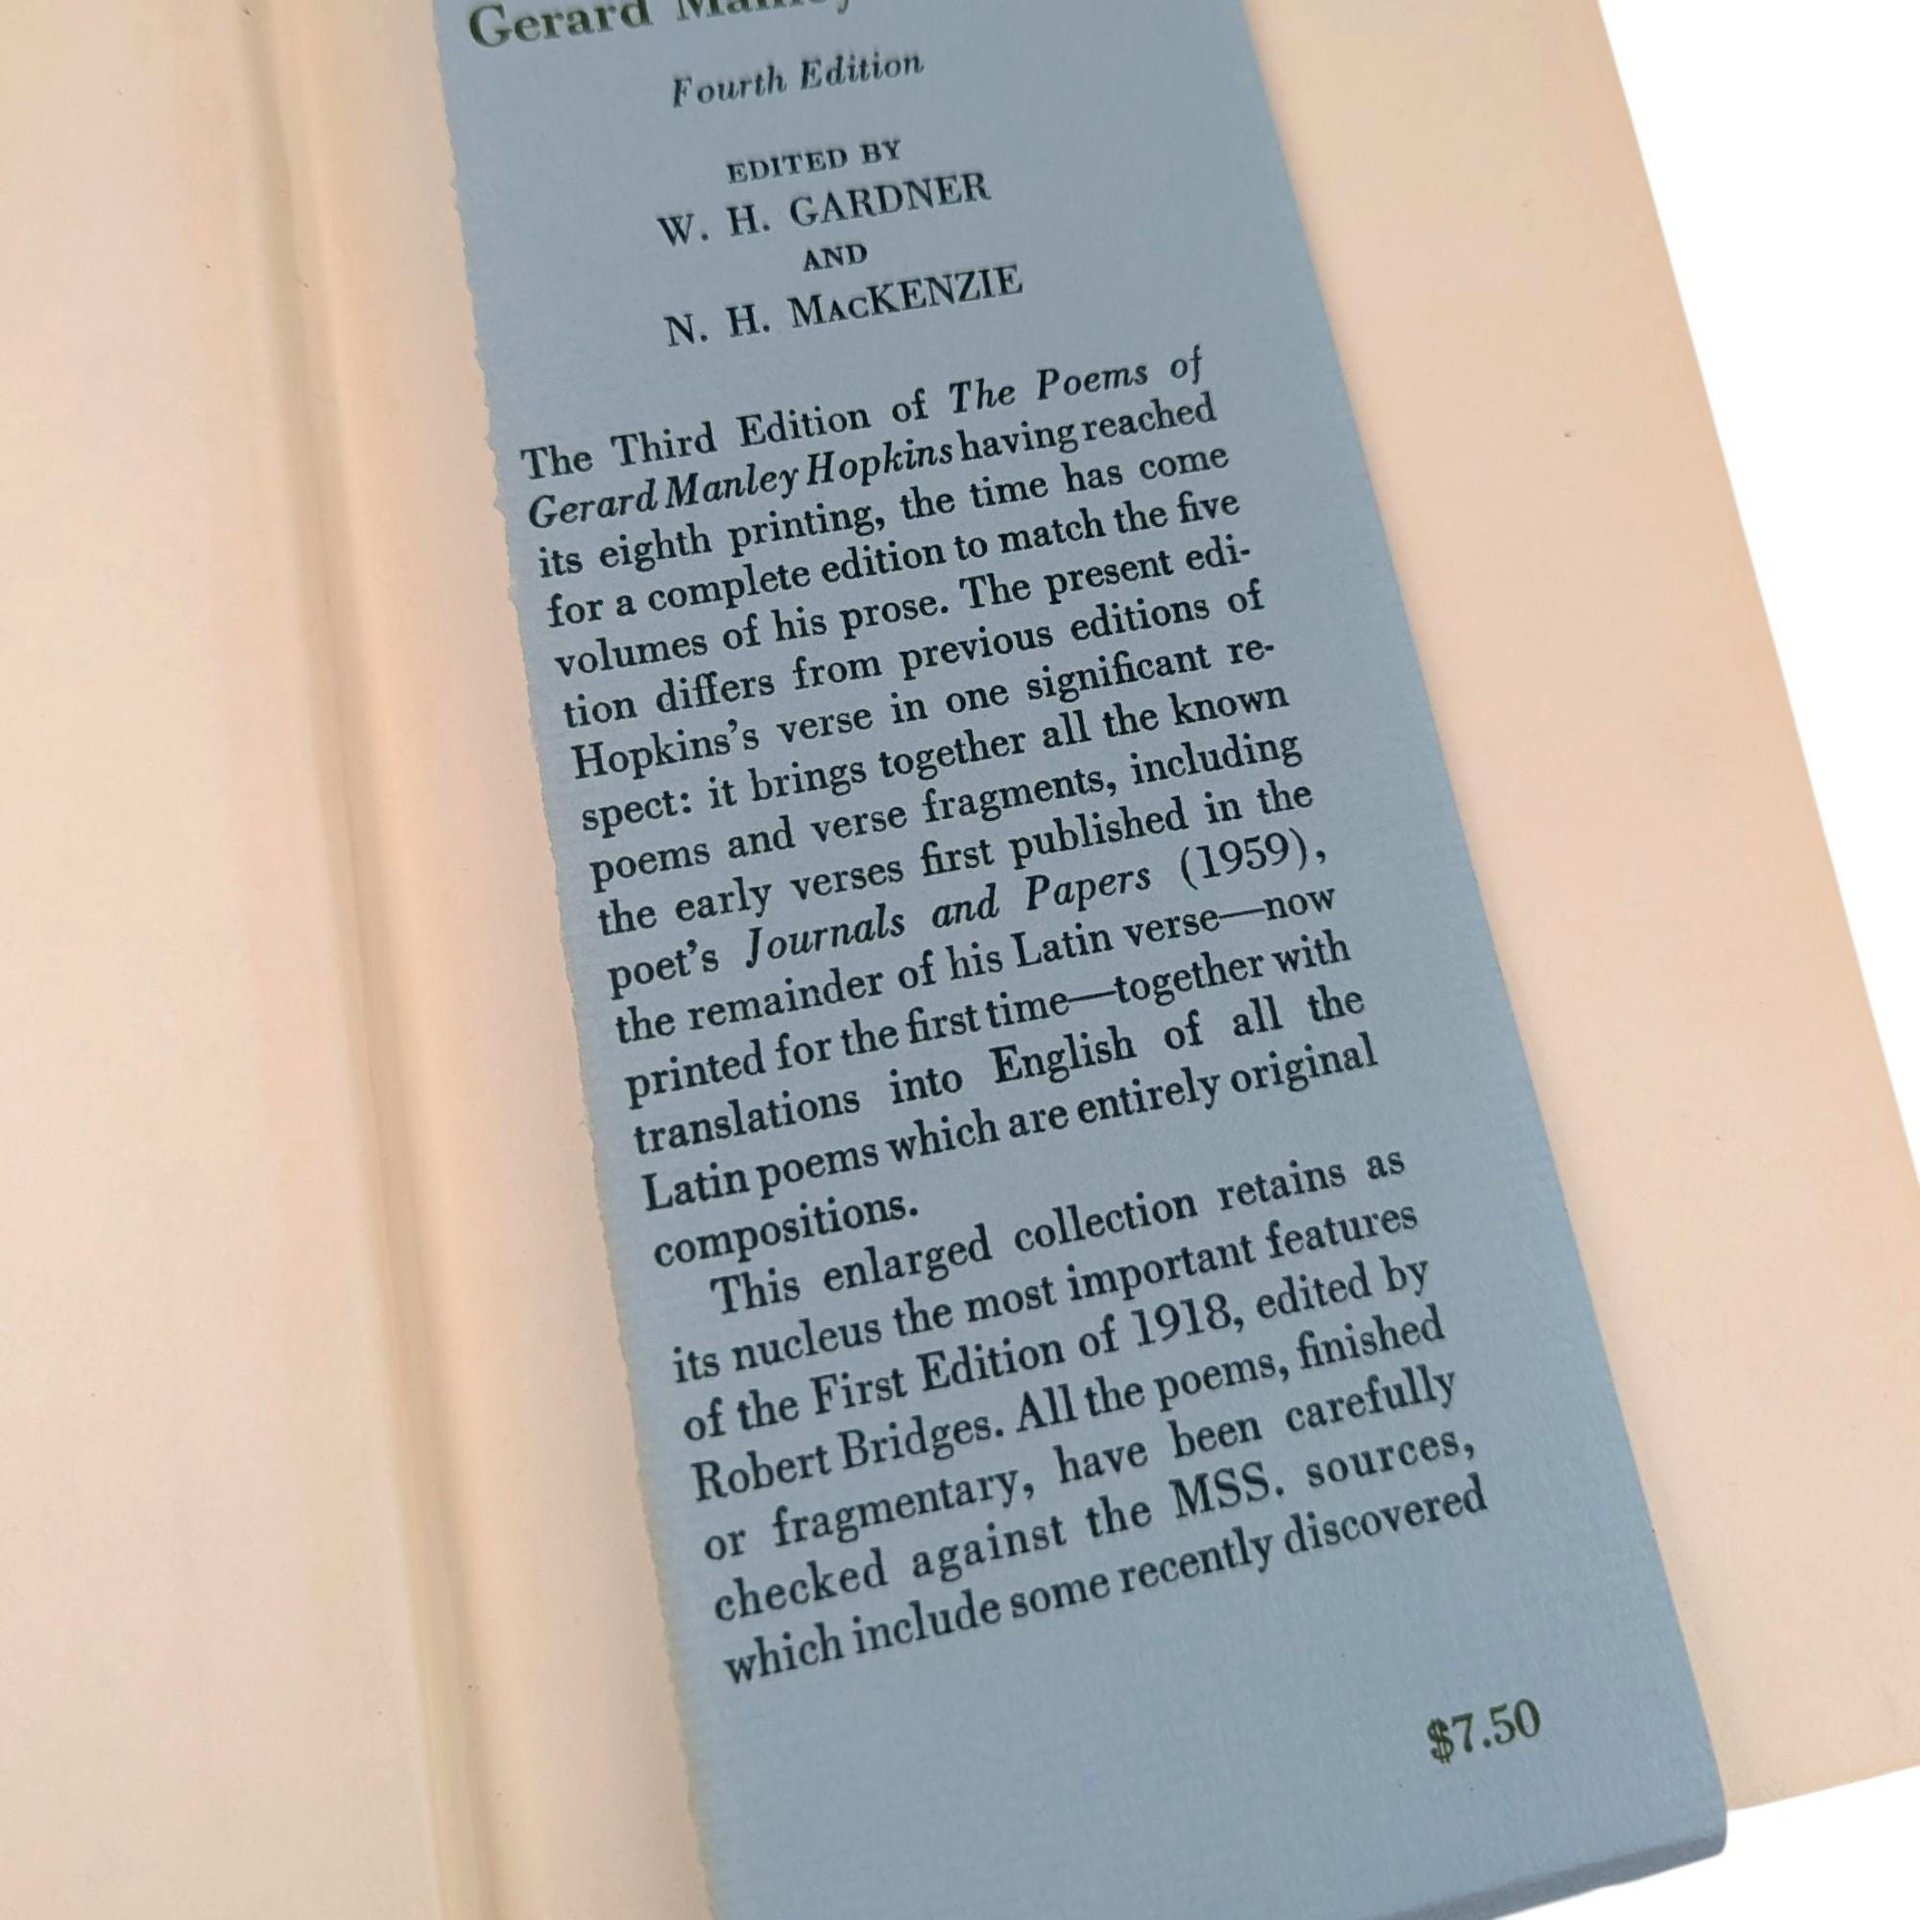 Gerard Manley
Fourth Edition
EDITED BY
W. H. GARDNER
AND
N. H. MACKENZIE
The Third Edition of The Poems of
Gerard Manley Hopkins having reached
its eighth printing, the time has come
for a complete edition to match the five
volumes of his prose. The present edi-
tion differs from previous editions of
Hopkins's verse in one significant re-
spect: it brings together all the known
poems and verse fragments, including
the early verses first published in the
poet's Journals and Papers (1959),
the remainder of his Latin verse—now
printed for the first time—together with
translations into English of all the
Latin poems which are entirely original
compositions.
This enlarged collection retains as
its nucleus the most important features
of the First Edition of 1918, edited by
Robert Bridges. All the poems, finished
or fragmentary, have been carefully
checked against the MSS. sources,
which include some recently discovered
$7.50